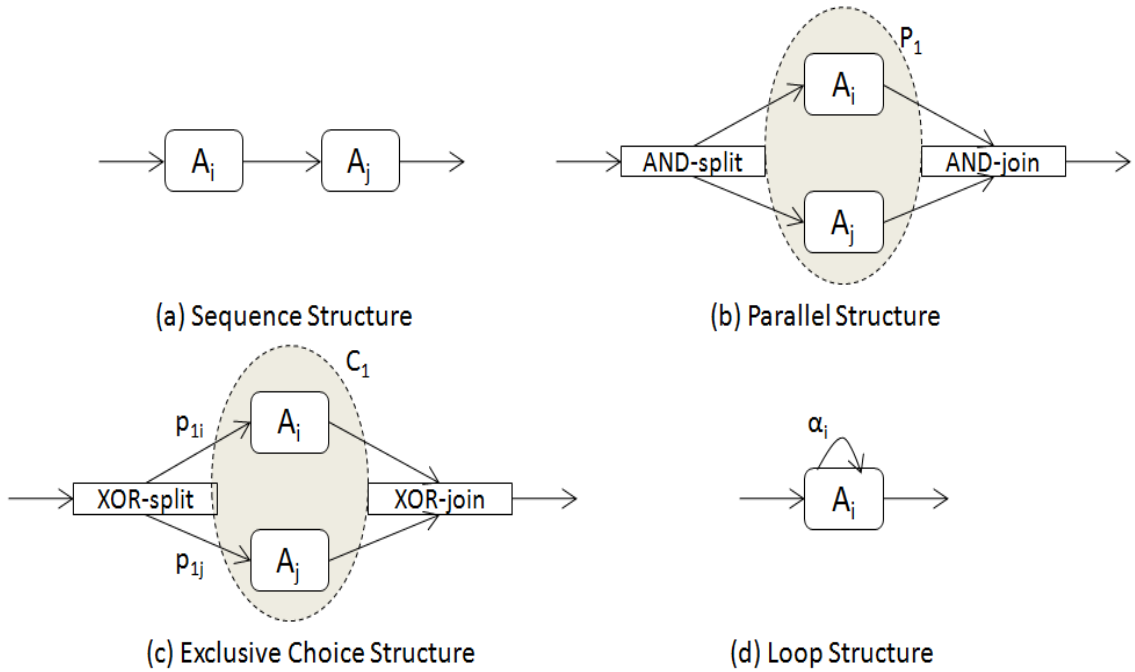 P₁
Aᵢ
Aᵢ
Aⱼ
AND-split
AND-join
Aⱼ
(a) Sequence Structure
(b) Parallel Structure
C₁
p₁ᵢ
Aᵢ
αᵢ
XOR-split
XOR-join
Aᵢ
p₁ⱼ
Aⱼ
(c) Exclusive Choice Structure
(d) Loop Structure